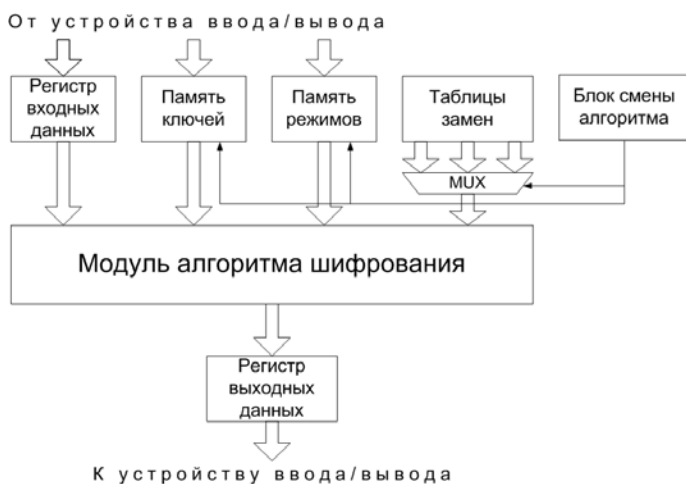 От устройства ввода/вывода
Регистр
входных
данных
Память
ключей
Память
режимов
Таблицы
замен
Блок смены
алгоритма
MUX
Модуль алгоритма шифрования
Регистр
выходных
данных
К устройству ввода/вывода